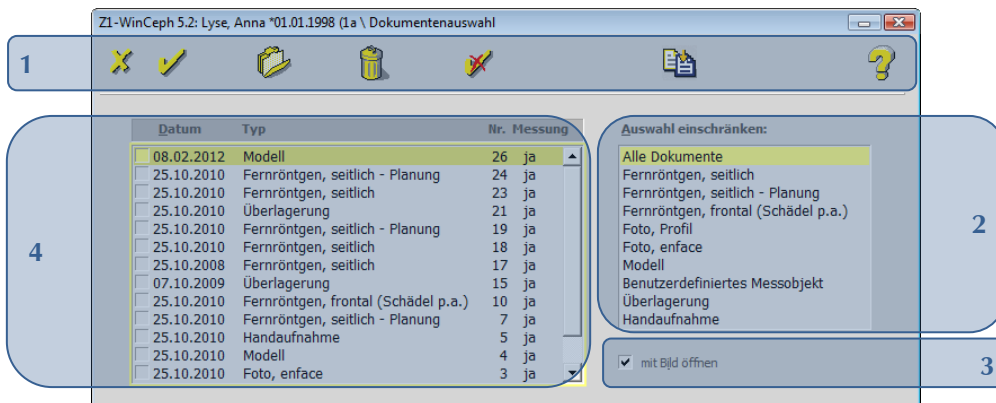 Z1-WinCeph 5.2: Lyse, Anna *01.01.1998 (1a \ Dokumentenauswahl
1
Datum Typ Nr. Messung
08.02.2012 Modell 26 ja
25.10.2010 Fernröntgen, seitlich - Planung 24 ja
25.10.2010 Fernröntgen, seitlich 23 ja
25.10.2010 Überlagerung 21 ja
25.10.2010 Fernröntgen, seitlich - Planung 19 ja
25.10.2010 Fernröntgen, seitlich 18 ja
25.10.2008 Fernröntgen, seitlich 17 ja
07.10.2009 Überlagerung 15 ja
25.10.2010 Fernröntgen, frontal (Schädel p.a.) 10 ja
25.10.2010 Fernröntgen, seitlich - Planung 7 ja
25.10.2010 Handaufnahme 5 ja
25.10.2010 Modell 4 ja
25.10.2010 Foto, enface 3 ja
4
Auswahl einschränken:
Alle Dokumente
Fernröntgen, seitlich
Fernröntgen, seitlich - Planung
Fernröntgen, frontal (Schädel p.a.)
Foto, Profil
Foto, enface
Modell
Benutzerdefiniertes Messobjekt
Überlagerung
Handaufnahme
2
mit Bild öffnen
3